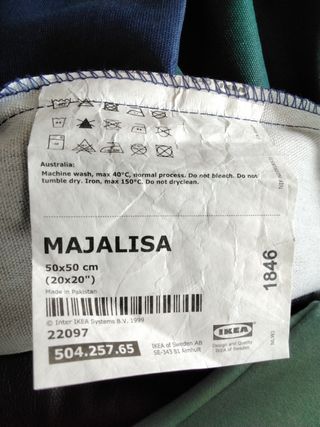 Australia:
Machine wash, max 40°C, normal process. Do not bleach. Do not
tumble dry. Iron, max 150°C. Do not dryclean.
MAJALISA
50x50 cm
(20x20")
Made in Pakistan
1846
© Inter IKEA Systems B.V. 1999
22097
504.257.65
IKEA of Sweden AB
SE-343 81 Älmhult
IKEA
Design and Quality
IKEA of Sweden